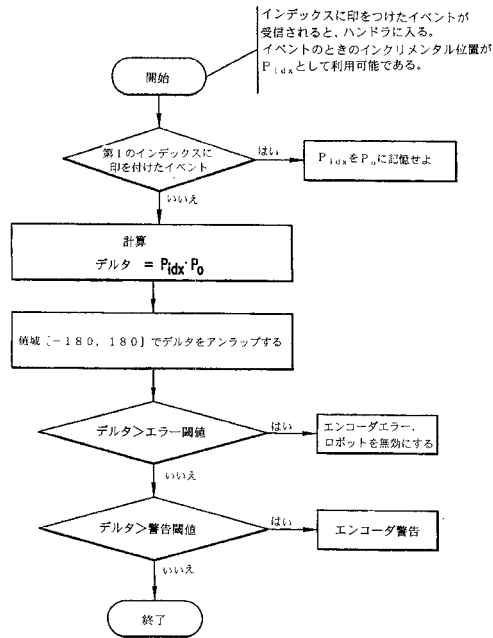 インデックスに印をつけたイベントが
受信されると、ハンドラに入る。
イベントのときのインクリメンタル位置が
Pidxとして利用可能である。
開始
第1のインデックスに
印を付けたイベント
はい
PidxをPoに記憶せよ
いいえ
計算
デルタ = Pidx-Po
値域〔-180, 180〕でデルタをアンラップする
デルタ>エラー閾値
はい
エンコーダエラー.
ロボットを無効にする
いいえ
デルタ>警告閾値
はい
エンコーダ警告
いいえ
終了